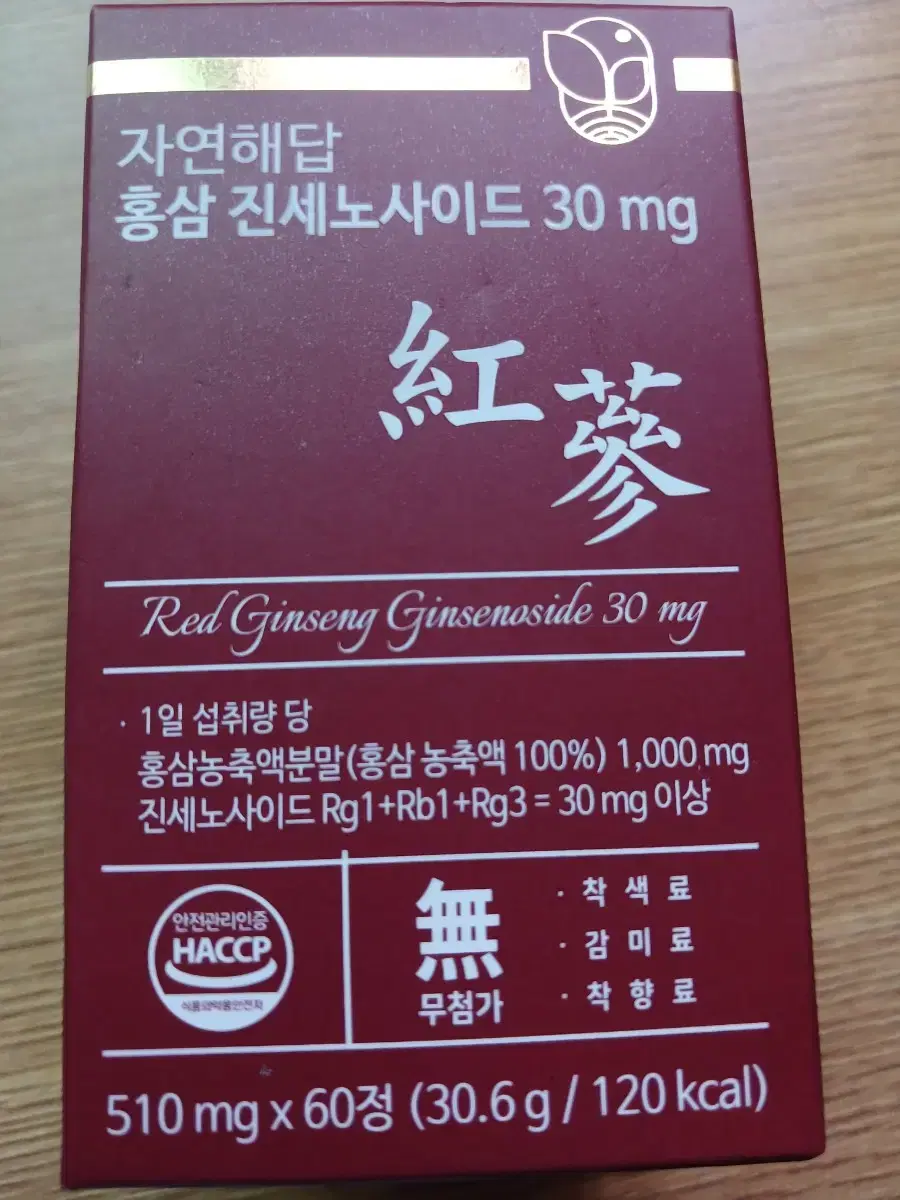 자연해답
홍삼 진세노사이드 30 mg
紅
蔘
Red Ginseng Ginsenoside 30 mg
· 1일 섭취량 당
홍삼농축액분말(홍삼 농축액 100%) 1,000 mg
진세노사이드 Rg1+Rb1+Rg3 = 30 mg 이상
안전관리인증
HACCP
식품의약품안전처
無
무첨가
· 착색료
· 감미료
· 착향료
510 mg x 60정 (30.6 g / 120 kcal)